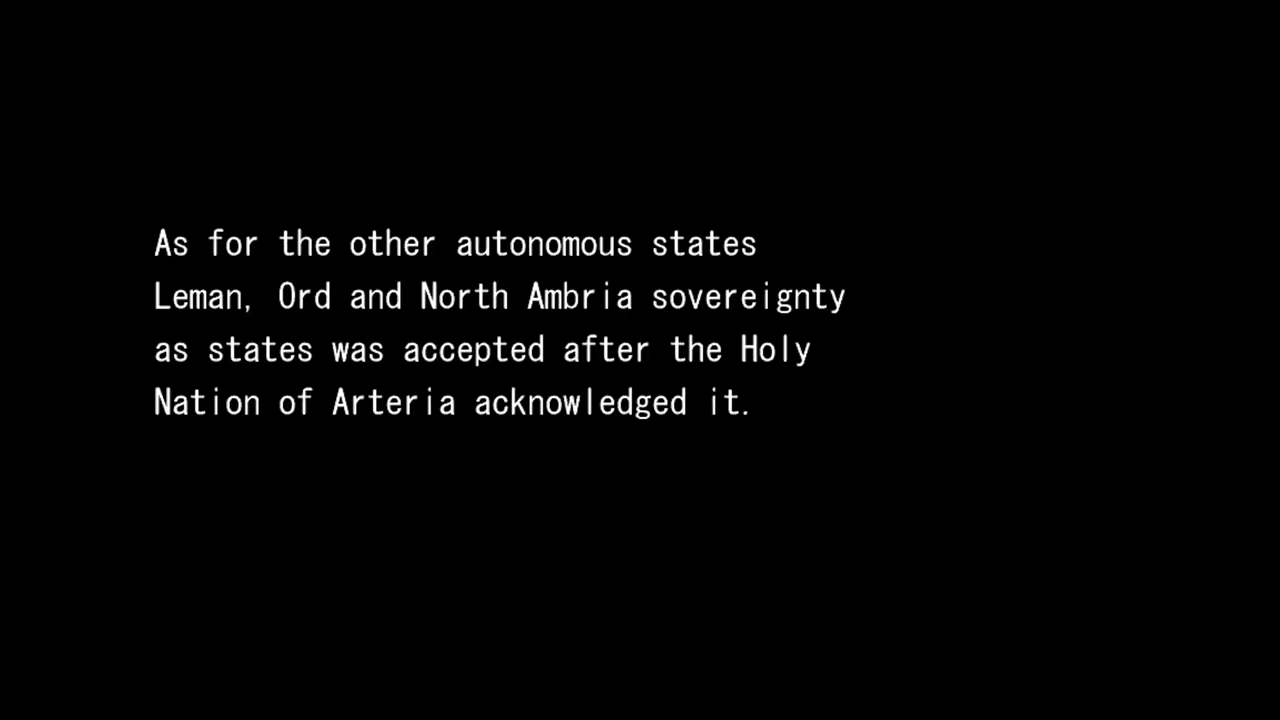 As for the other autonomous states
Leman, Ord and North Ambria sovereignty
as states was accepted after the Holy
Nation of Arteria acknowledged it.